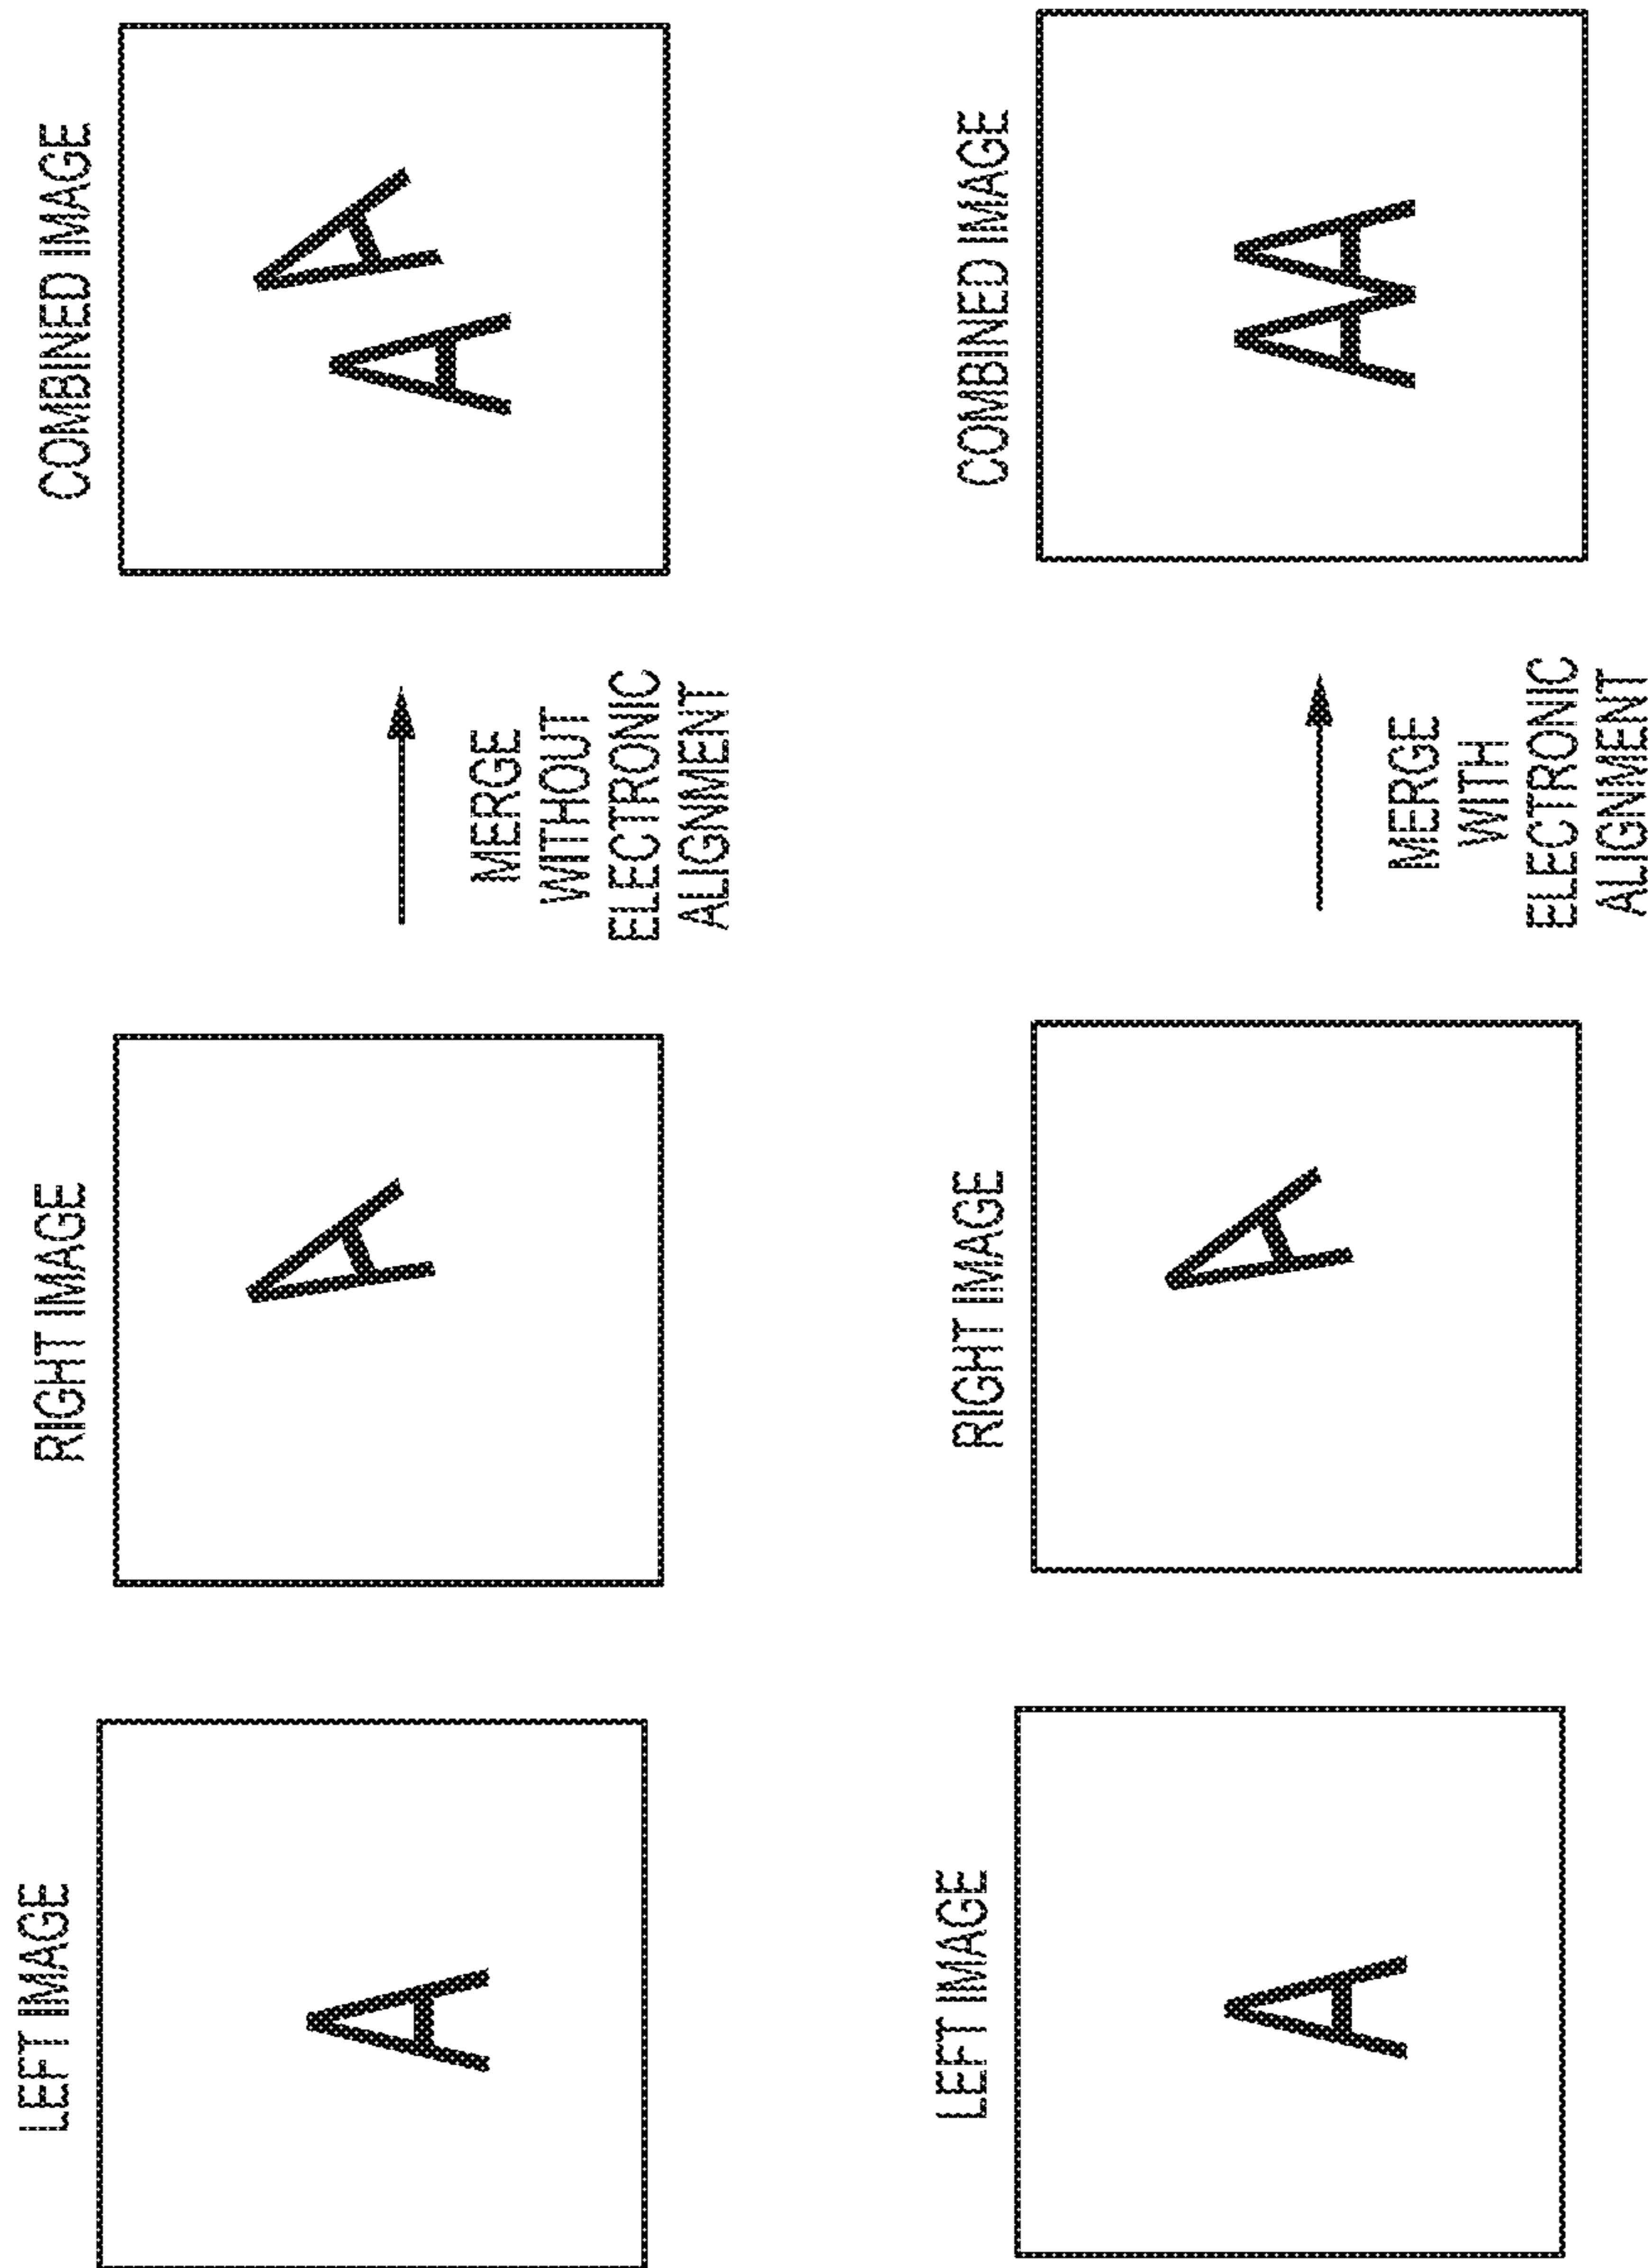 LEFT IMAGE
A
RIGHT IMAGE
A
MERGE
WITHOUT
ELECTRONIC
ALIGNMENT
COMBINED IMAGE
A A
LEFT IMAGE
A
RIGHT IMAGE
A
MERGE
WITH
ELECTRONIC
ALIGNMENT
COMBINED IMAGE
AA